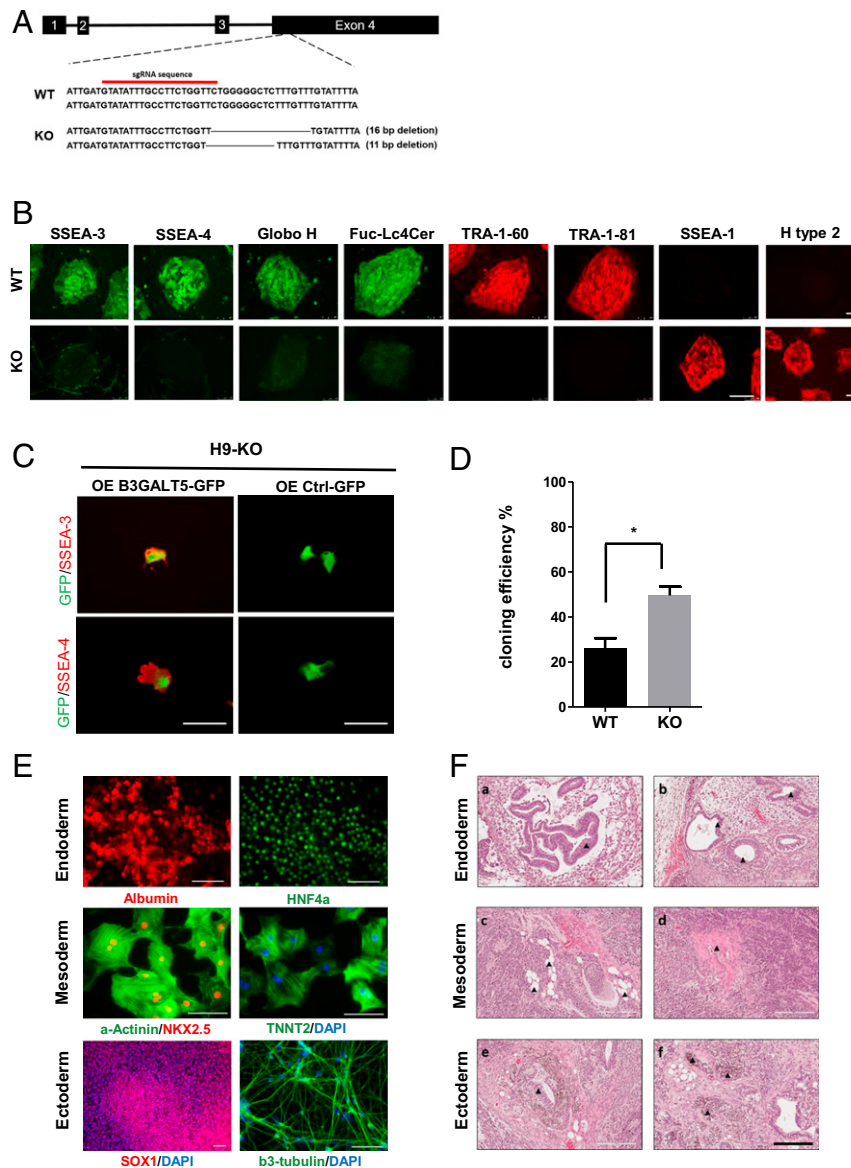 A
1 2 3 Exon 4
sgRNA sequence
WT
ATTGATGTATATTTGCCTTCTGGTTCTGGGGGCTCTTTGTTTGTATTTTA
ATTGATGTATATTTGCCTTCTGGTTCTGGGGGCTCTTTGTTTGTATTTTA
KO
ATTGATGTATATTTGCCTTCTGGTT TGTATTTTA (16 bp deletion)
ATTGATGTATATTTGCCTTCTGGT TTTGTTTGTATTTTA (11 bp deletion)
B
SSEA-3 SSEA-4 Globo H Fuc-Lc4Cer TRA-1-60 TRA-1-81 SSEA-1 H type 2
WT
KO
C
H9-KO
OE B3GALT5-GFP OE Ctrl-GFP
GFP/SSEA-3
GFP/SSEA-4
D
cloning efficiency %
100
80
60
40
20
0
*
WT KO
E
Endoderm
Albumin HNF4a
Mesoderm
a-Actinin/NKX2.5 TNNT2/DAPI
Ectoderm
SOX1/DAPI b3-tubulin/DAPI
F
Endoderm
a b
Mesoderm
c d
Ectoderm
e f